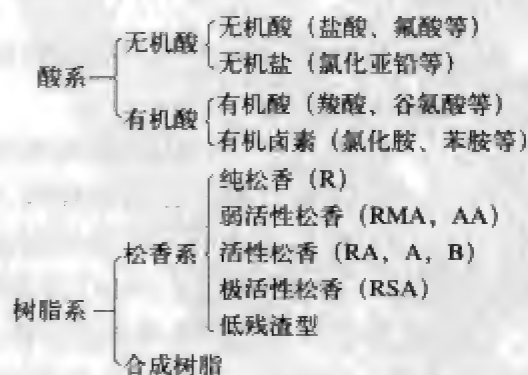 无机酸（盐酸、氟酸等）
无机酸
无机盐（氯化亚铅等）
酸系
有机酸（羧酸、谷氨酸等）
有机酸
有机卤素（氯化胺、苯胺等）
纯松香（R）
弱活性松香（RMA，AA）
松香系
活性松香（RA，A，B）
极活性松香（RSA）
树脂系
低残渣型
合成树脂